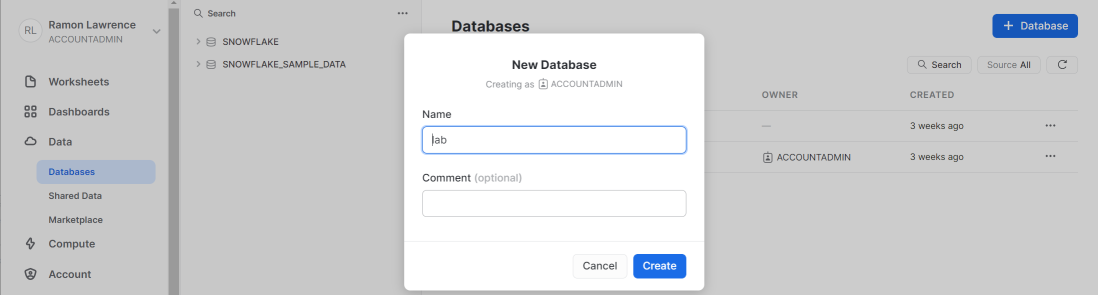 RL
Ramon Lawrence
ACCOUNTADMIN
Worksheets
Dashboards
Data
Databases
Shared Data
Marketplace
Compute
Account
Search
SNOWFLAKE
SNOWFLAKE_SAMPLE_DATA
Databases
+ Database
Search
Source All
OWNER CREATED
— 3 weeks ago
ACCOUNTADMIN 3 weeks ago
New Database
Creating as ACCOUNTADMIN
Name
lab
Comment (optional)
Cancel Create